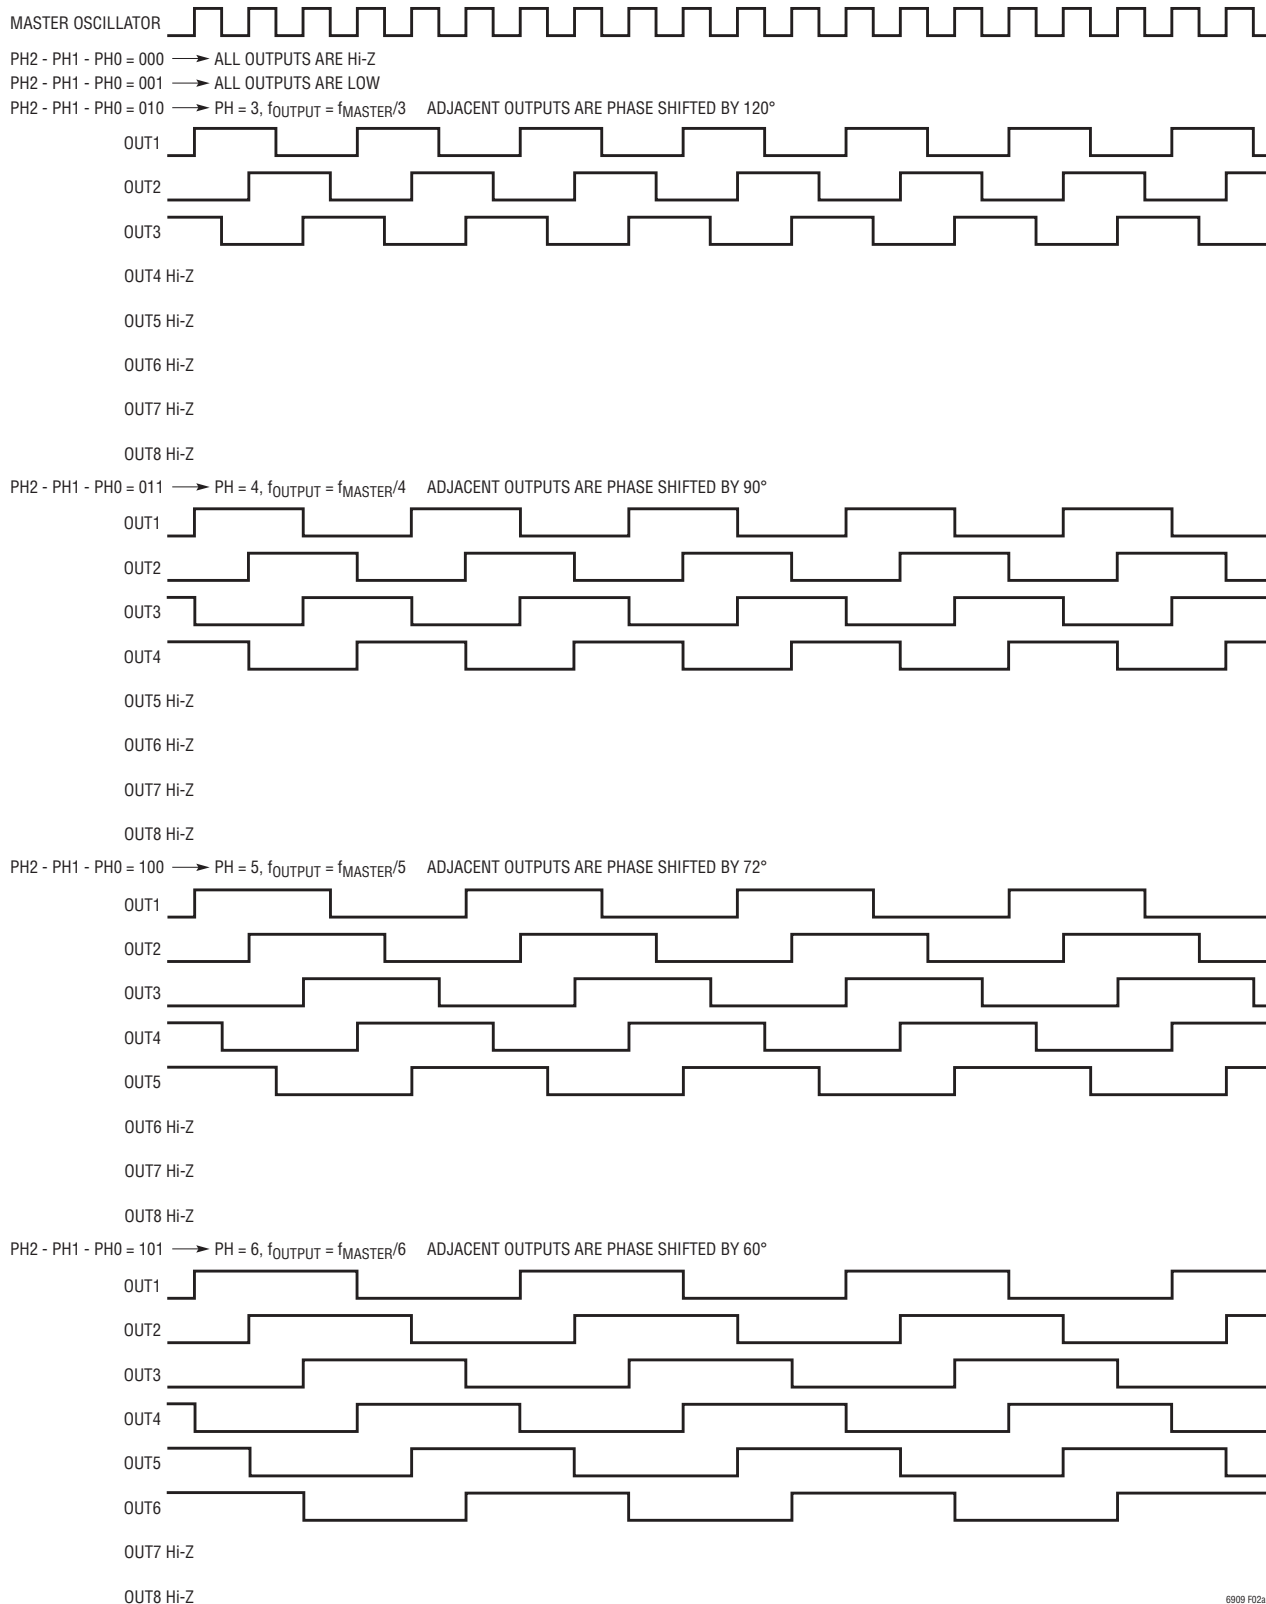 MASTER OSCILLATOR
PH2 - PH1 - PH0 = 000 → ALL OUTPUTS ARE Hi-Z
PH2 - PH1 - PH0 = 001 → ALL OUTPUTS ARE LOW
PH2 - PH1 - PH0 = 010 → PH = 3, fOUTPUT = fMASTER/3 ADJACENT OUTPUTS ARE PHASE SHIFTED BY 120°
OUT1
OUT2
OUT3
OUT4 Hi-Z
OUT5 Hi-Z
OUT6 Hi-Z
OUT7 Hi-Z
OUT8 Hi-Z
PH2 - PH1 - PH0 = 011 → PH = 4, fOUTPUT = fMASTER/4 ADJACENT OUTPUTS ARE PHASE SHIFTED BY 90°
OUT1
OUT2
OUT3
OUT4
OUT5 Hi-Z
OUT6 Hi-Z
OUT7 Hi-Z
OUT8 Hi-Z
PH2 - PH1 - PH0 = 100 → PH = 5, fOUTPUT = fMASTER/5 ADJACENT OUTPUTS ARE PHASE SHIFTED BY 72°
OUT1
OUT2
OUT3
OUT4
OUT5
OUT6 Hi-Z
OUT7 Hi-Z
OUT8 Hi-Z
PH2 - PH1 - PH0 = 101 → PH = 6, fOUTPUT = fMASTER/6 ADJACENT OUTPUTS ARE PHASE SHIFTED BY 60°
OUT1
OUT2
OUT3
OUT4
OUT5
OUT6
OUT7 Hi-Z
OUT8 Hi-Z
6909 F02a